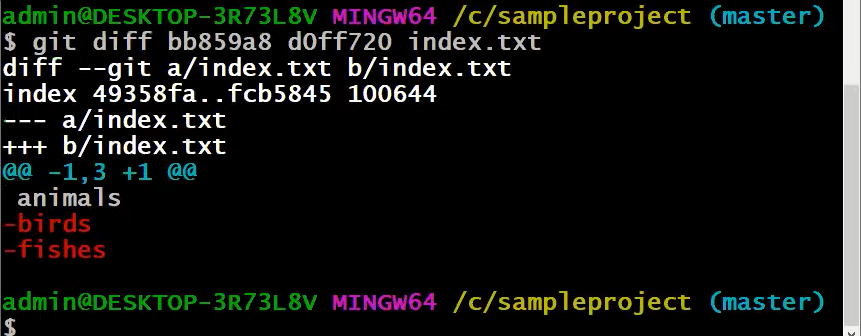 admin@DESKTOP-3R73L8V MINGW64 /c/sampleproject (master)
$ git diff bb859a8 d0ff720 index.txt
diff --git a/index.txt b/index.txt
index 49358fa..fcb5845 100644
--- a/index.txt
+++ b/index.txt
@@ -1,3 +1 @@
 animals
-birds
-fishes

admin@DESKTOP-3R73L8V MINGW64 /c/sampleproject (master)
$